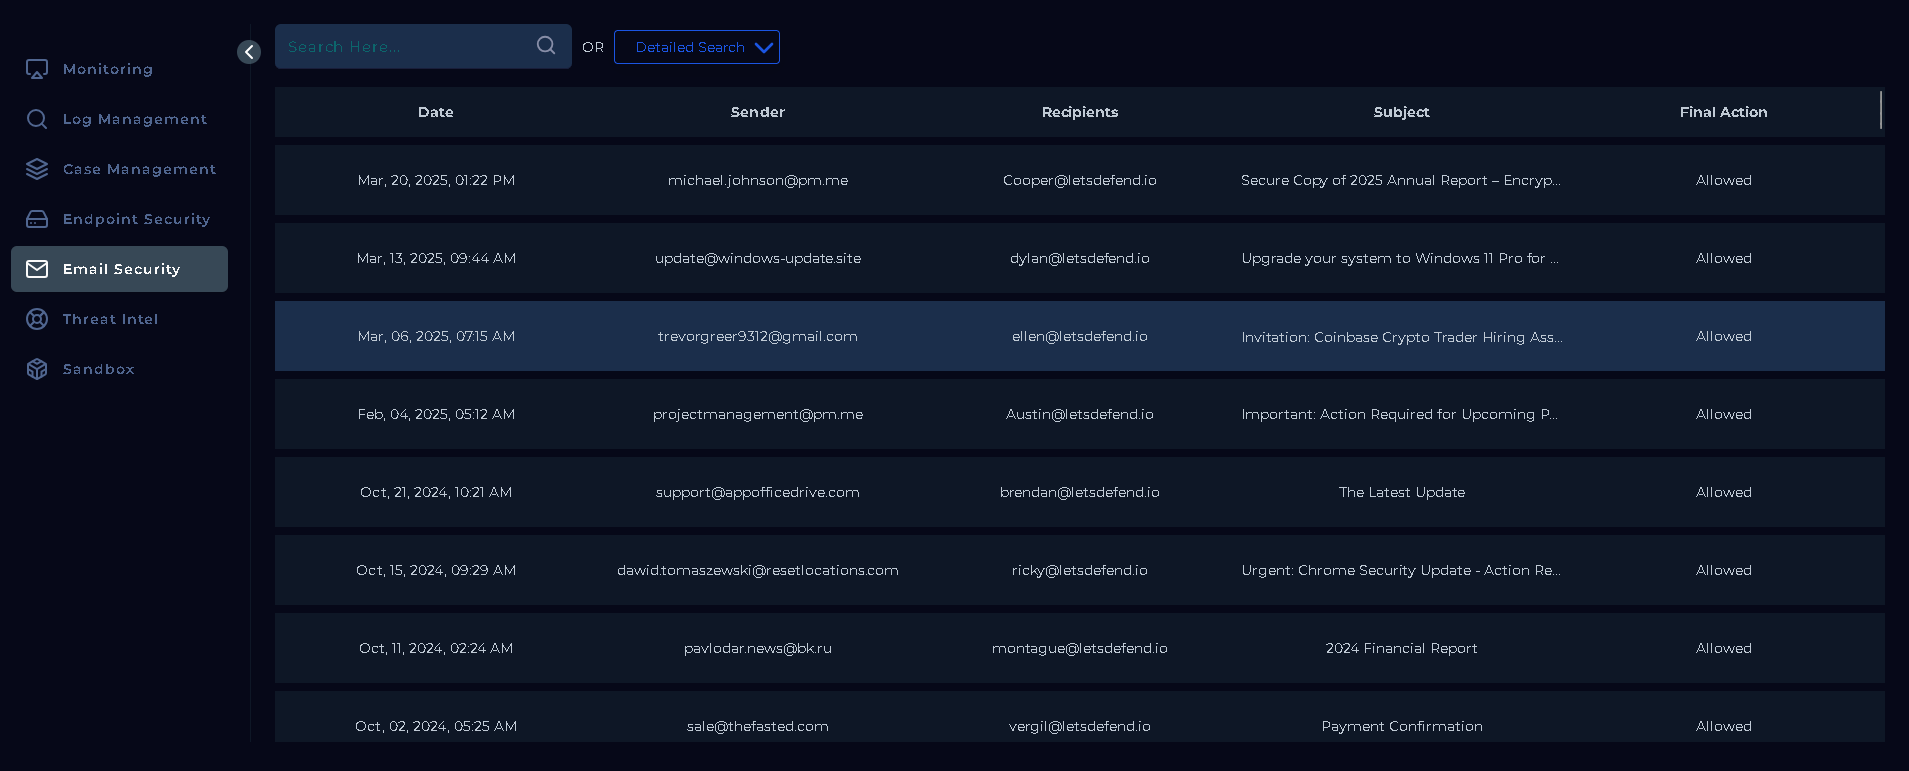 Monitoring
Log Management
Case Management
Endpoint Security
Email Security
Threat Intel
Sandbox
Search Here... OR Detailed Search
Date Sender Recipients Subject Final Action
Mar, 20, 2025, 01:22 PM michael.johnson@pm.me Cooper@letsdefend.io Secure Copy of 2025 Annual Report – Encryp... Allowed
Mar, 13, 2025, 09:44 AM update@windows-update.site dylan@letsdefend.io Upgrade your system to Windows 11 Pro for ... Allowed
Mar, 06, 2025, 07:15 AM trevorgreer9312@gmail.com ellen@letsdefend.io Invitation: Coinbase Crypto Trader Hiring Ass... Allowed
Feb, 04, 2025, 05:12 AM projectmanagement@pm.me Austin@letsdefend.io Important: Action Required for Upcoming P... Allowed
Oct, 21, 2024, 10:21 AM support@appofficedrive.com brendan@letsdefend.io The Latest Update Allowed
Oct, 15, 2024, 09:29 AM dawid.tomaszewski@resetlocations.com ricky@letsdefend.io Urgent: Chrome Security Update - Action Re... Allowed
Oct, 11, 2024, 02:24 AM pavlodar.news@bk.ru montague@letsdefend.io 2024 Financial Report Allowed
Oct, 02, 2024, 05:25 AM sale@thefasted.com vergil@letsdefend.io Payment Confirmation Allowed